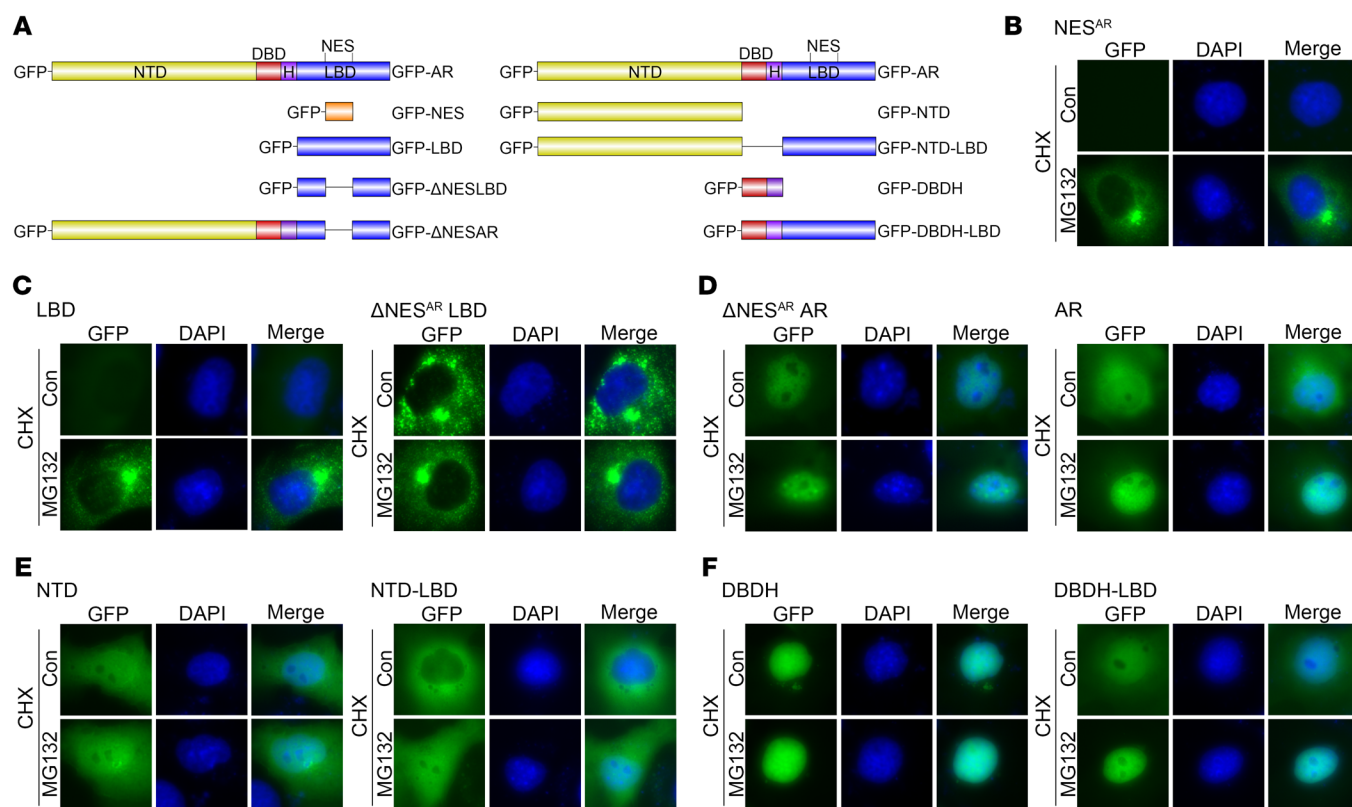 A
NES
DBD
GFP NTD H LBD GFP-AR
GFP GFP-NES
GFP GFP-LBD
GFP GFP-ΔNESLBD
GFP GFP-ΔNESAR
NES
DBD
GFP NTD H LBD GFP-AR
GFP GFP-NTD
GFP GFP-NTD-LBD
GFP GFP-DBDH
GFP GFP-DBDH-LBD
B
NES^AR
GFP DAPI Merge
CHX
Con
MG132
C
LBD
GFP DAPI Merge
CHX
Con
MG132
ΔNES^AR LBD
GFP DAPI Merge
CHX
Con
MG132
D
ΔNES^AR AR
GFP DAPI Merge
CHX
Con
MG132
AR
GFP DAPI Merge
CHX
Con
MG132
E
NTD
GFP DAPI Merge
CHX
Con
MG132
NTD-LBD
GFP DAPI Merge
CHX
Con
MG132
F
DBDH
GFP DAPI Merge
CHX
Con
MG132
DBDH-LBD
GFP DAPI Merge
CHX
Con
MG132